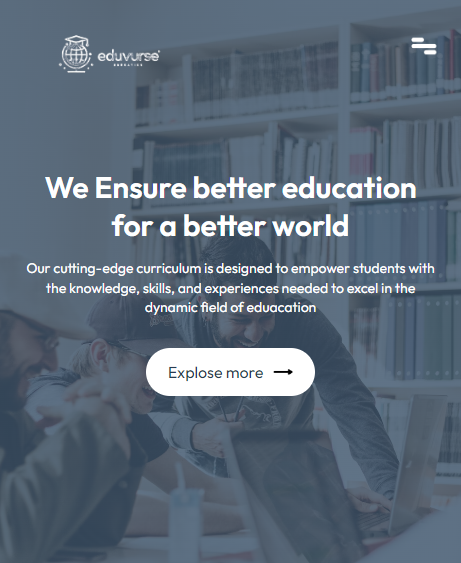 eduvurse
EDUCATION
We Ensure better education
for a better world
Our cutting-edge curriculum is designed to empower students with
the knowledge, skills, and experiences needed to excel in the
dynamic field of eduacation
Explose more